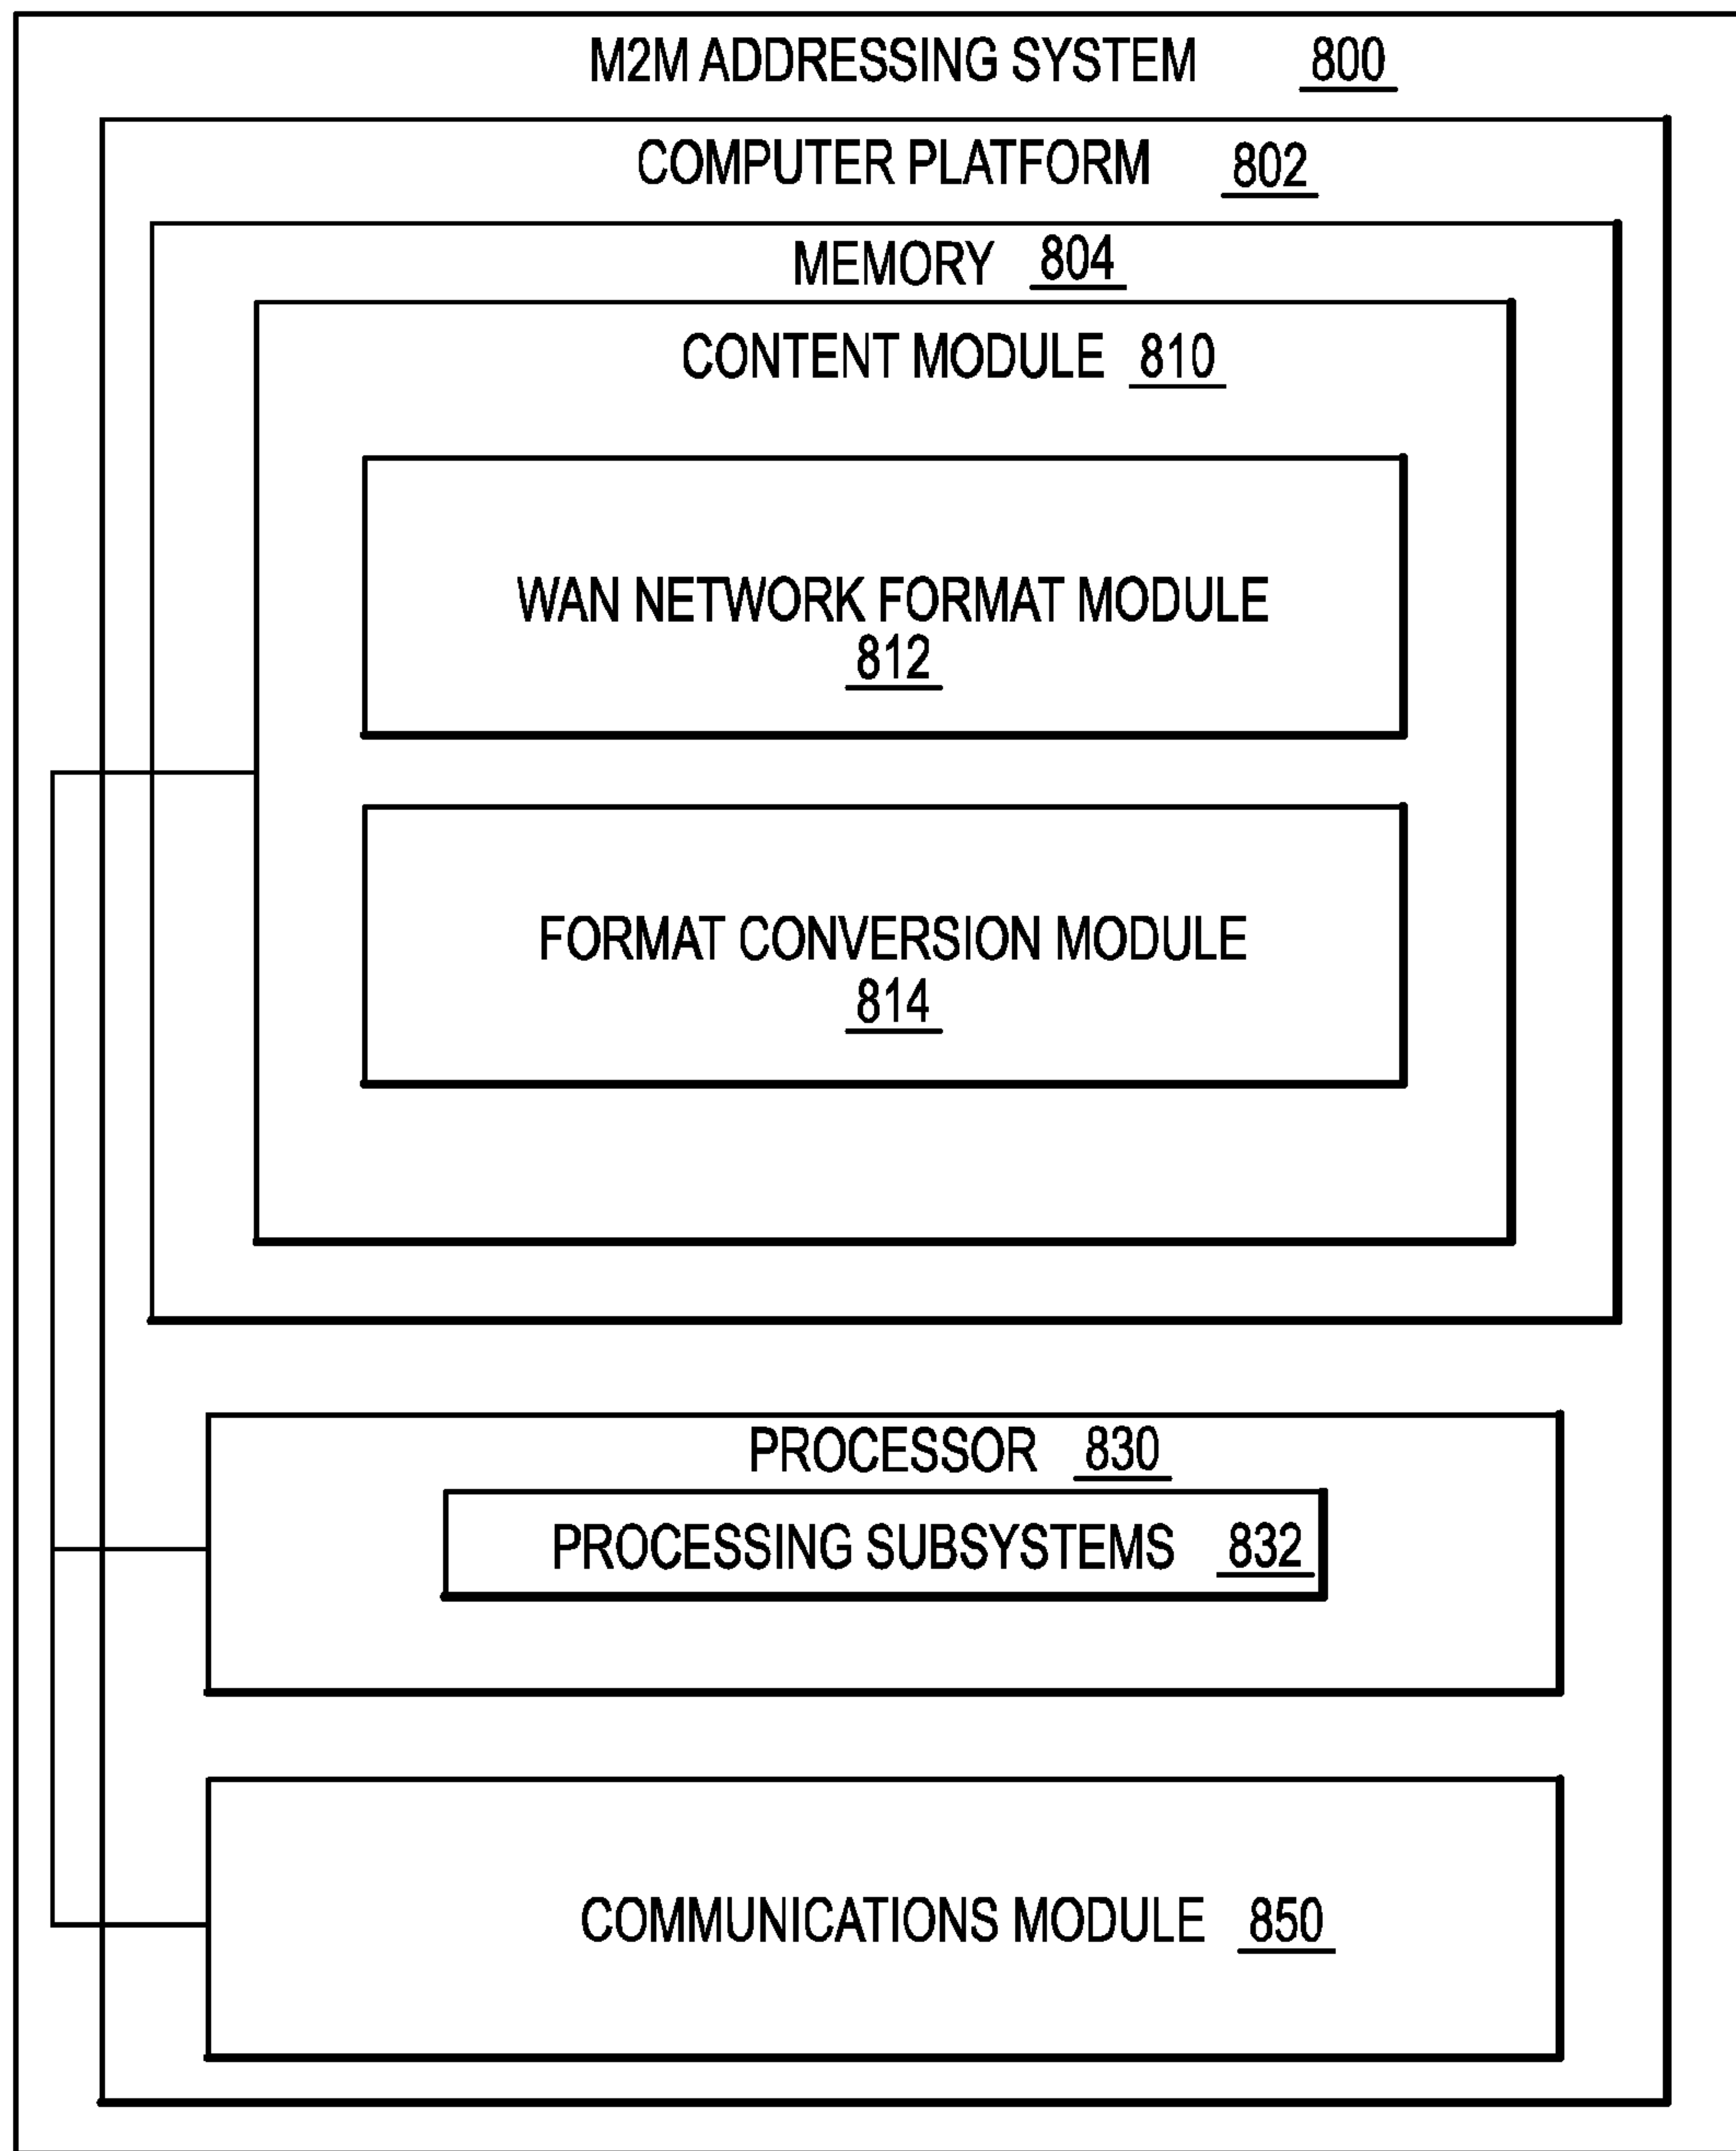 M2M ADDRESSING SYSTEM 800
COMPUTER PLATFORM 802
MEMORY 804
CONTENT MODULE 810
WAN NETWORK FORMAT MODULE
812
FORMAT CONVERSION MODULE
814
PROCESSOR 830
PROCESSING SUBSYSTEMS 832
COMMUNICATIONS MODULE 850